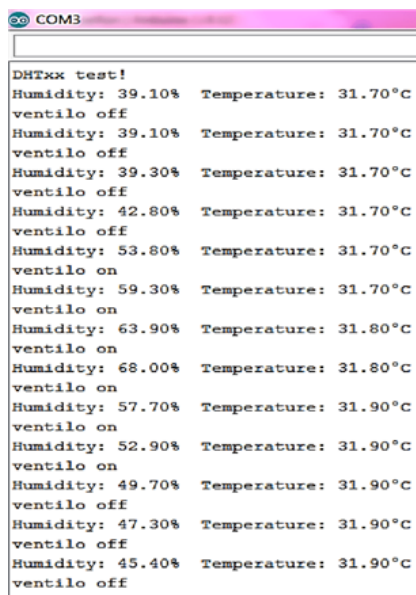 COM3
DHTxx test!
Humidity: 39.10%  Temperature: 31.70°C
ventilo off
Humidity: 39.10%  Temperature: 31.70°C
ventilo off
Humidity: 39.30%  Temperature: 31.70°C
ventilo off
Humidity: 42.80%  Temperature: 31.70°C
ventilo off
Humidity: 53.80%  Temperature: 31.70°C
ventilo on
Humidity: 59.30%  Temperature: 31.70°C
ventilo on
Humidity: 63.90%  Temperature: 31.80°C
ventilo on
Humidity: 68.00%  Temperature: 31.80°C
ventilo on
Humidity: 57.70%  Temperature: 31.90°C
ventilo on
Humidity: 52.90%  Temperature: 31.90°C
ventilo on
Humidity: 49.70%  Temperature: 31.90°C
ventilo off
Humidity: 47.30%  Temperature: 31.90°C
ventilo off
Humidity: 45.40%  Temperature: 31.90°C
ventilo off